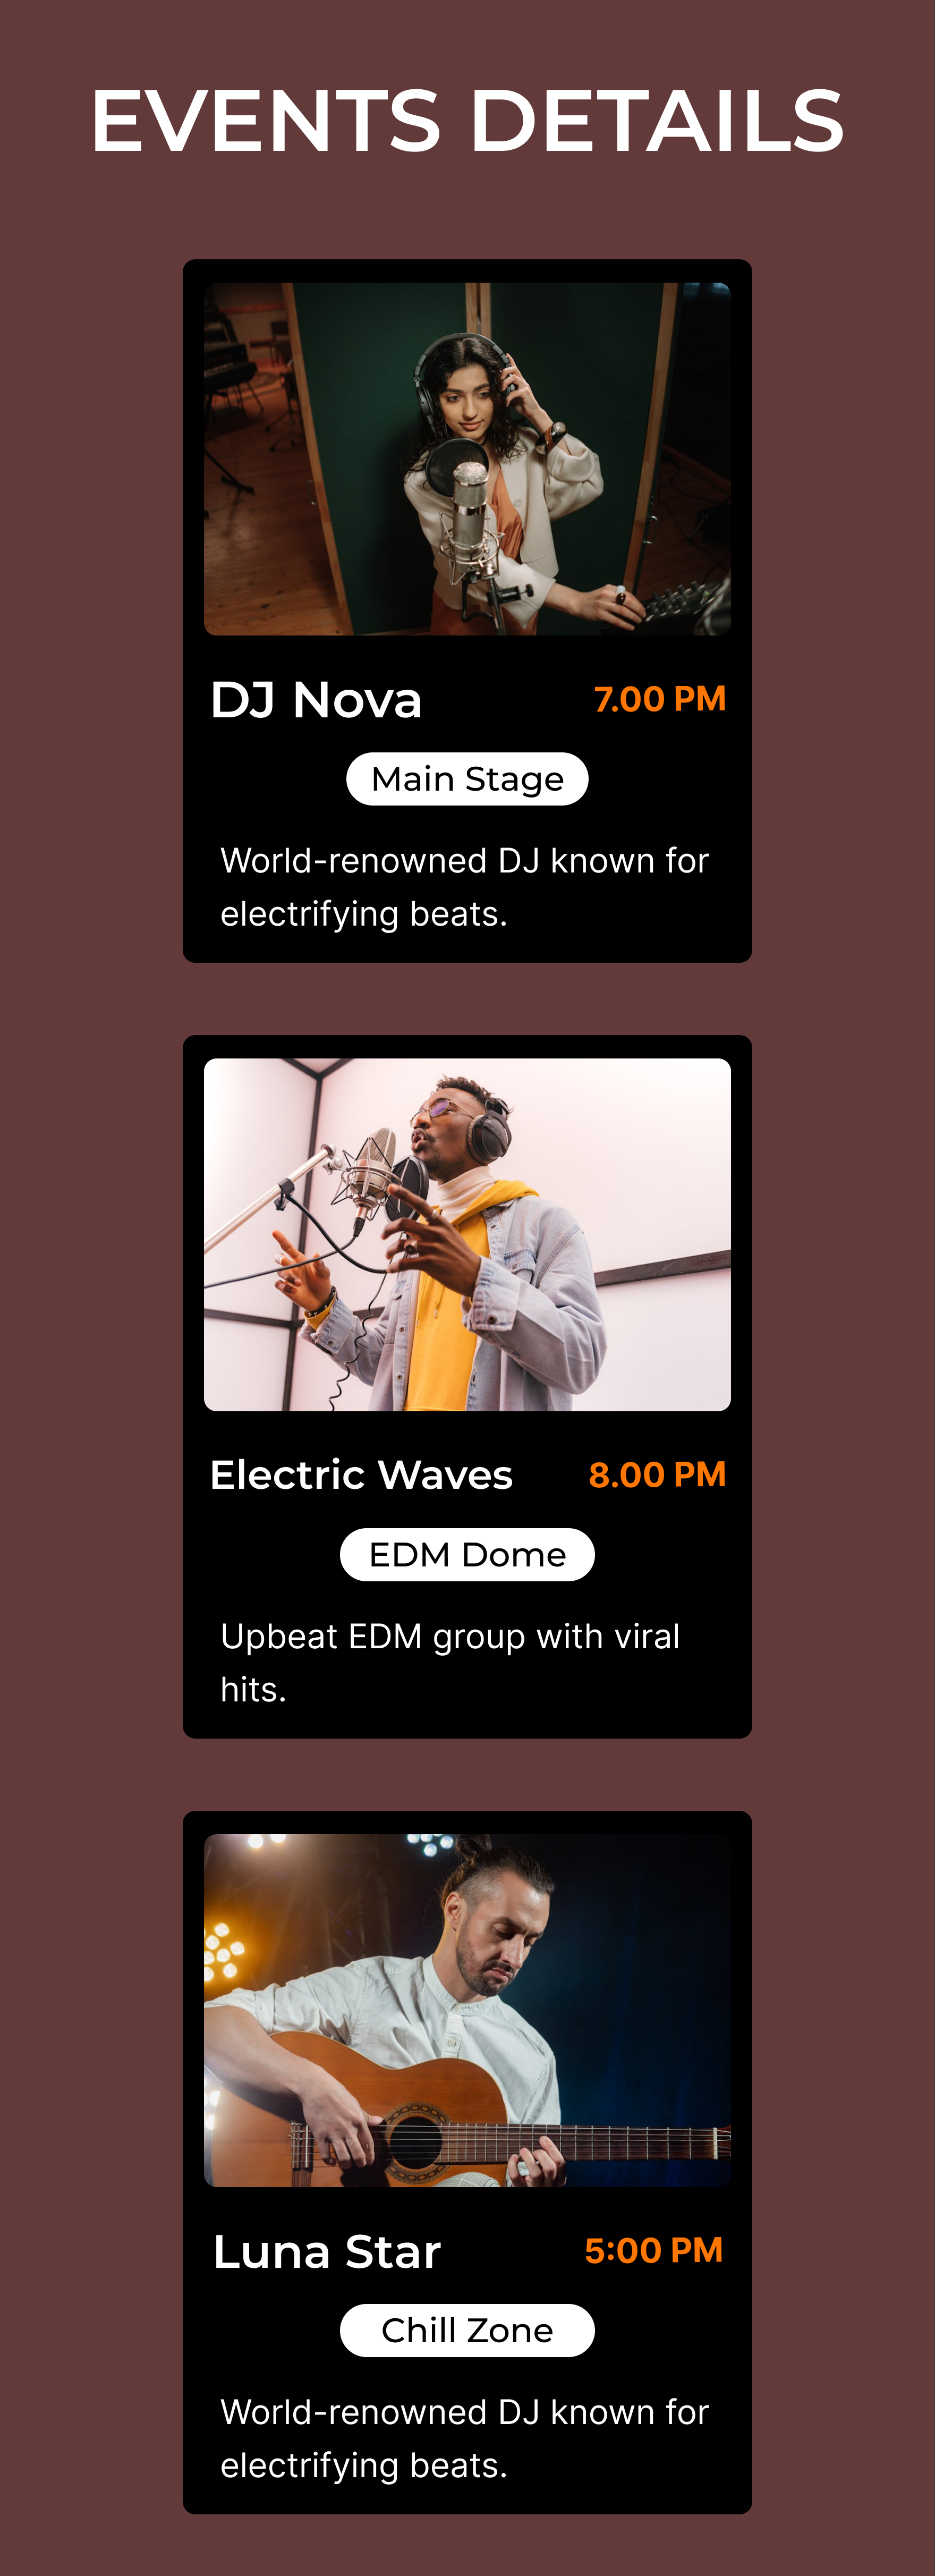 EVENTS DETAILS
DJ Nova 7.00 PM
Main Stage
World-renowned DJ known for
electrifying beats.
Electric Waves 8.00 PM
EDM Dome
Upbeat EDM group with viral
hits.
Luna Star 5:00 PM
Chill Zone
World-renowned DJ known for
electrifying beats.